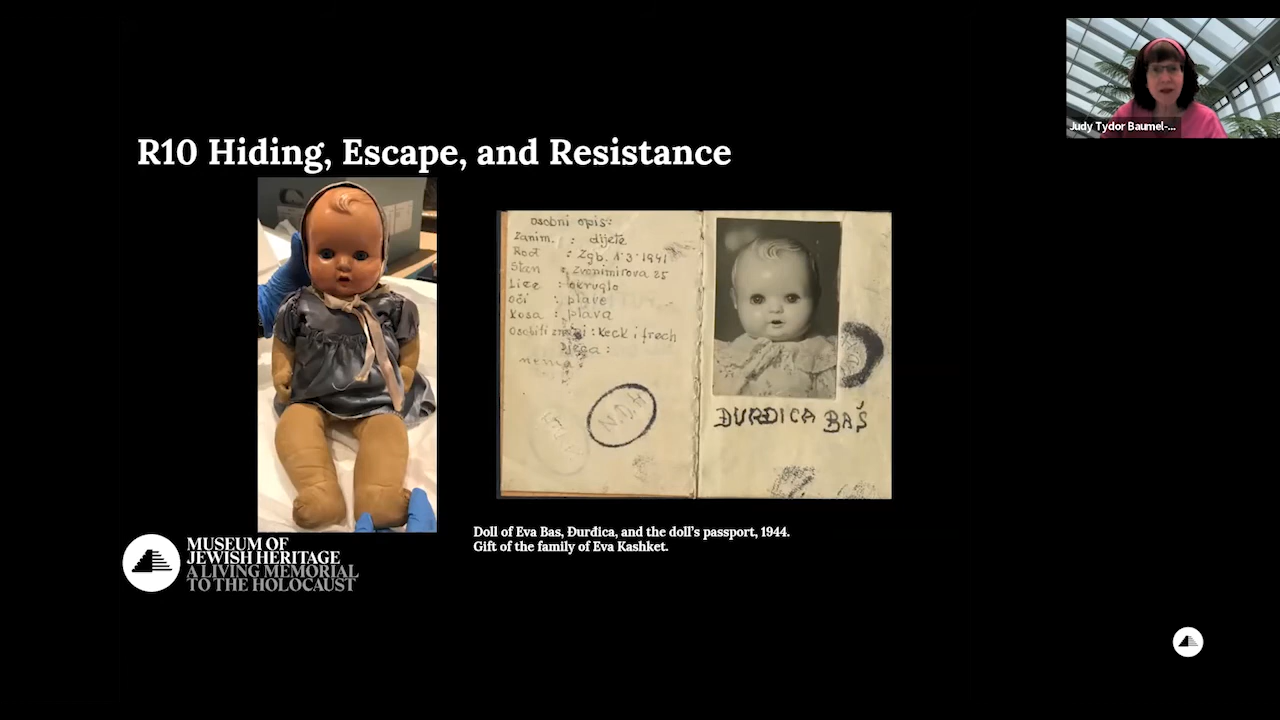 Judy Tydor Baumel-...
R10 Hiding, Escape, and Resistance
osobni opis:
Zanim. : dijete
Rod : Zgb. 1 3 1941
Stan : Zvonimirova 25
Lice : okruglo
oči : plave
kosa : plava
osobiti znaci : keck i frech
Djeca :
nema
N.D.H
ĐURĐICA BAŠ
Doll of Eva Bas, Đurđica, and the doll's passport, 1944.
Gift of the family of Eva Kashket.
MUSEUM OF
JEWISH HERITAGE
A LIVING MEMORIAL
TO THE HOLOCAUST